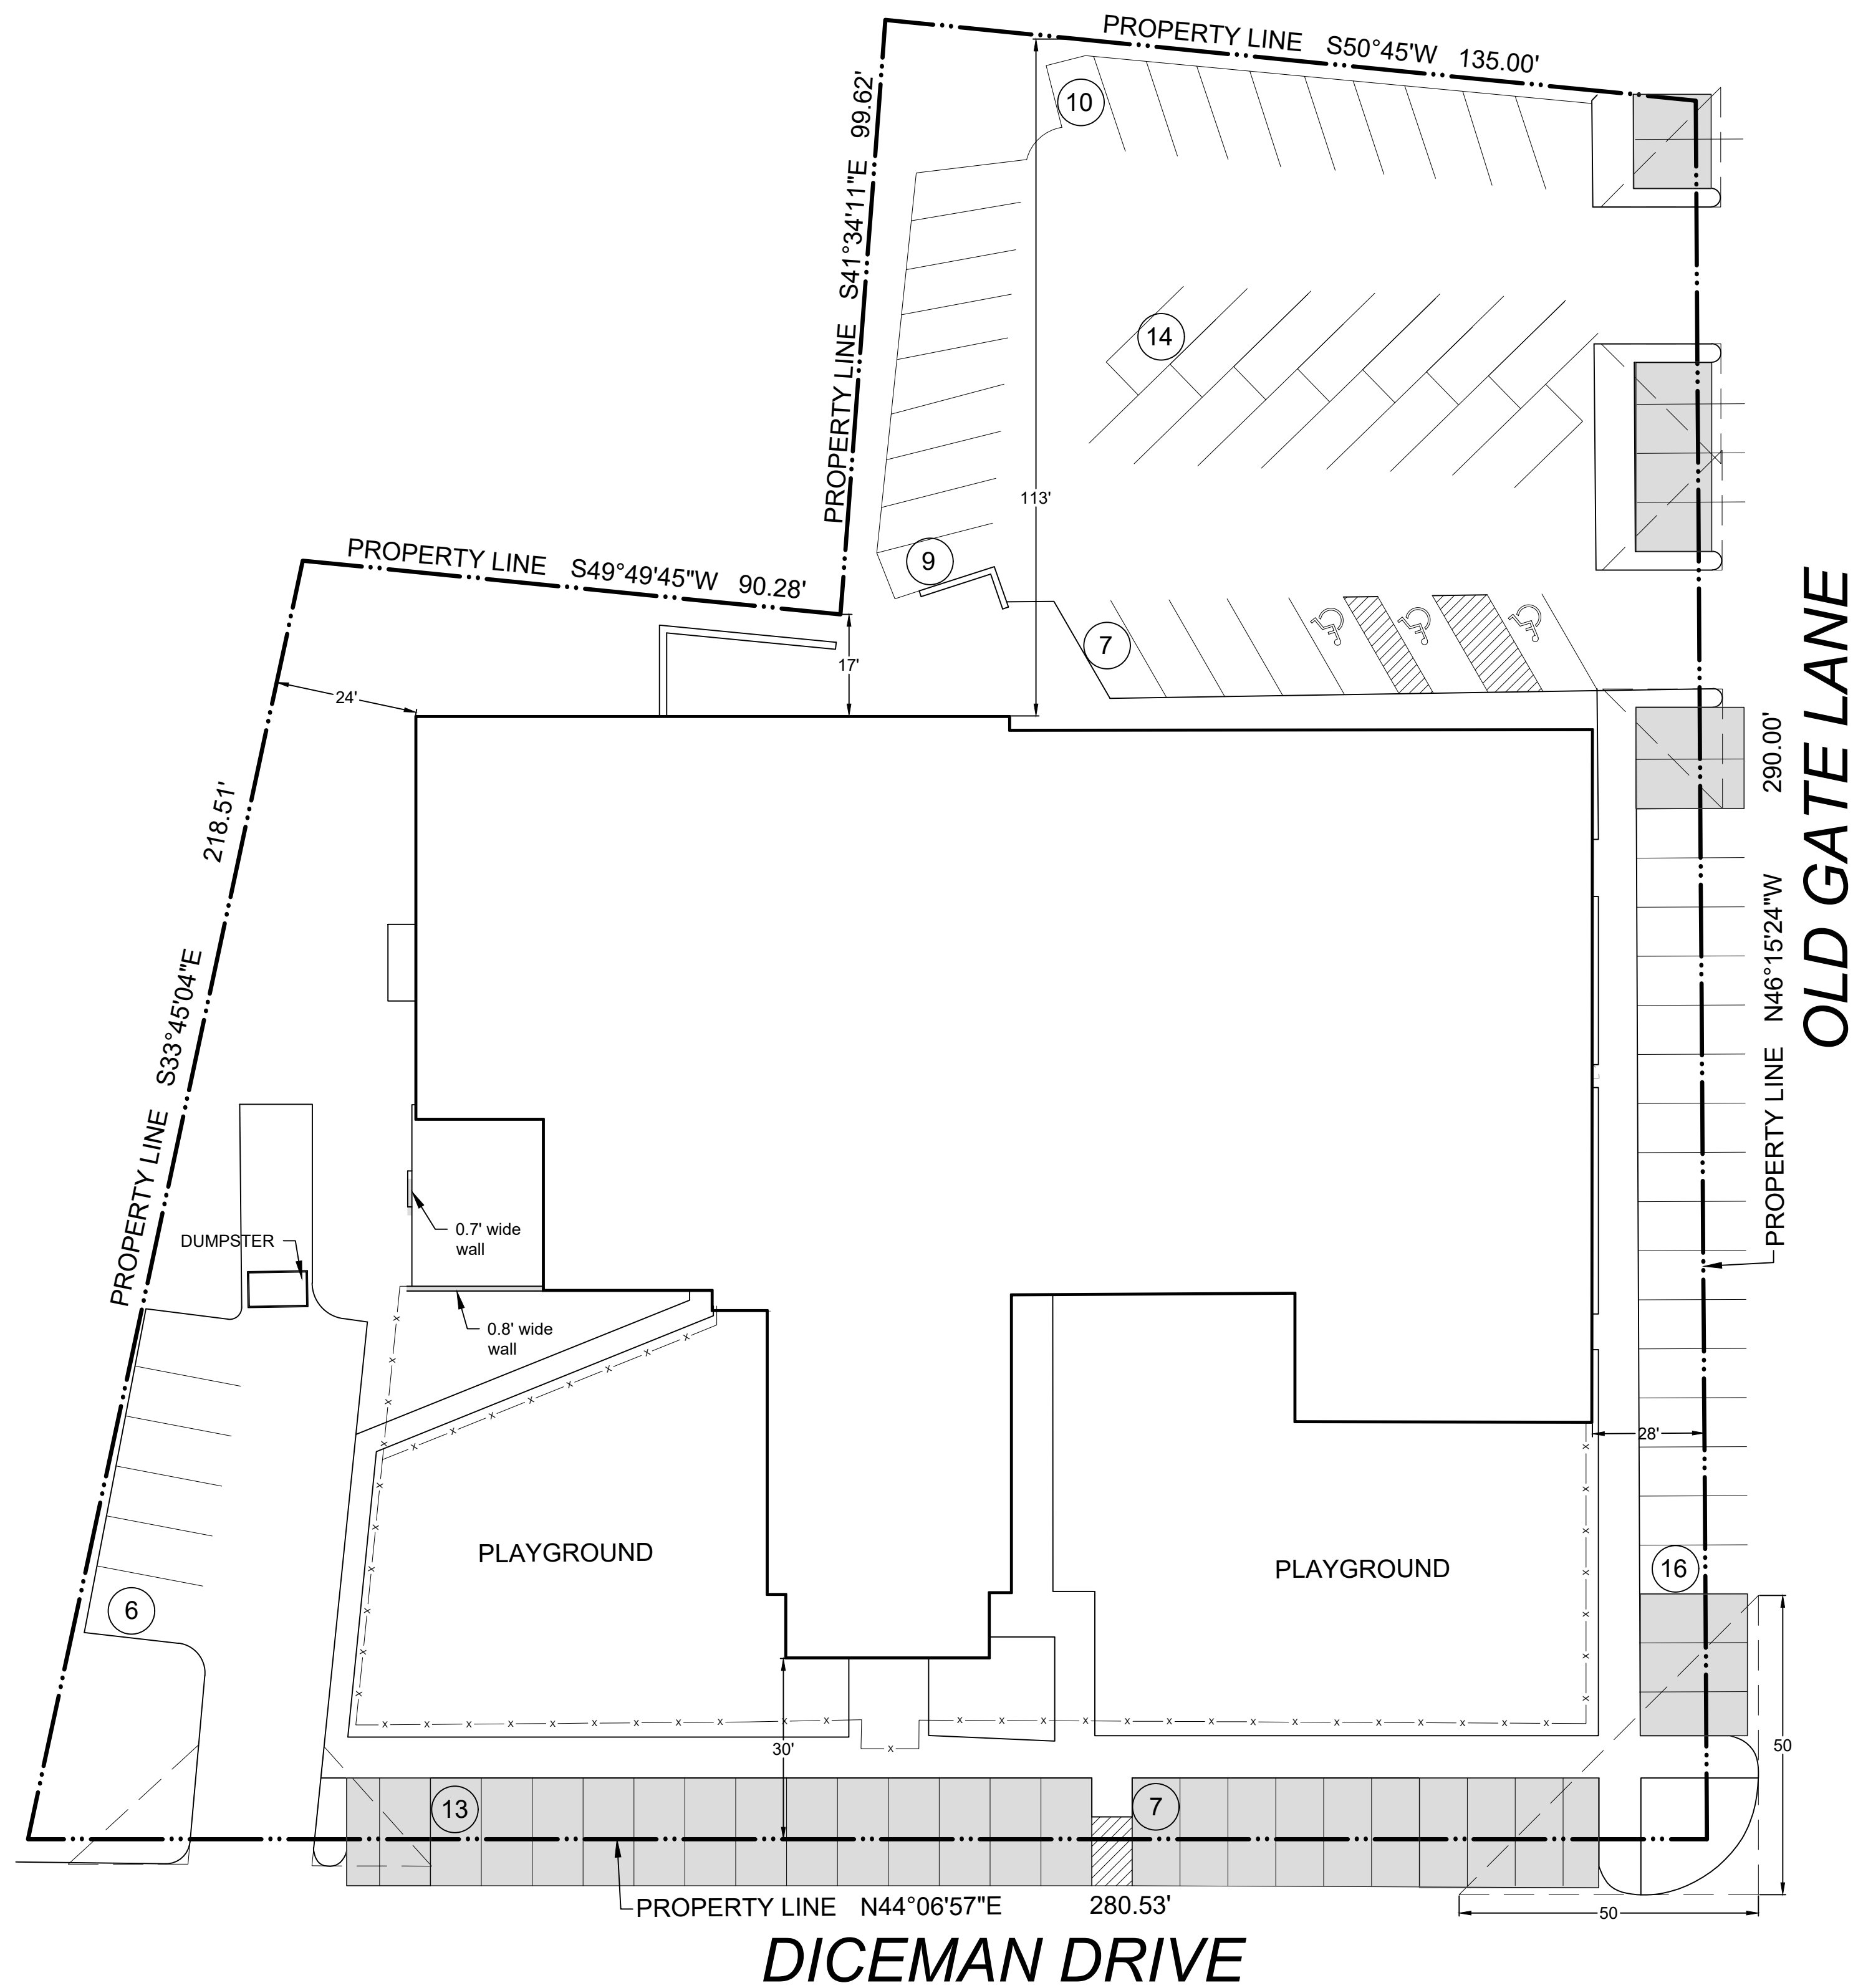 PROPERTY LINE S50°45'W 135.00'
10
PROPERTY LINE S41°34'11"E 99.62'
14
113'
9
PROPERTY LINE S49°49'45"W 90.28'
7
17'
24'
290.00'
OLD GATE LANE
PROPERTY LINE N46°15'24"W
PROPERTY LINE S33°45'04"E 218.51'
0.7' wide
wall
DUMPSTER
0.8' wide
wall
28'
PLAYGROUND
PLAYGROUND
16
6
30'
50
13
7
50
PROPERTY LINE N44°06'57"E 280.53'
DICEMAN DRIVE